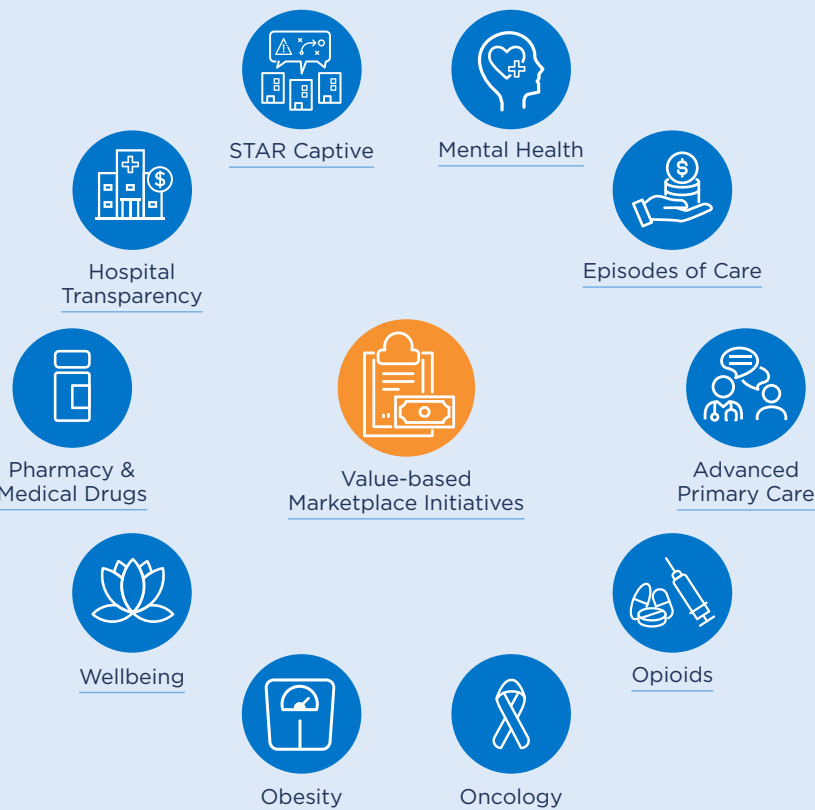 STAR Captive
Mental Health
Hospital
Transparency
Episodes of Care
Value-based
Marketplace Initiatives
Pharmacy &
Medical Drugs
Advanced
Primary Care
Wellbeing
Opioids
Obesity
Oncology